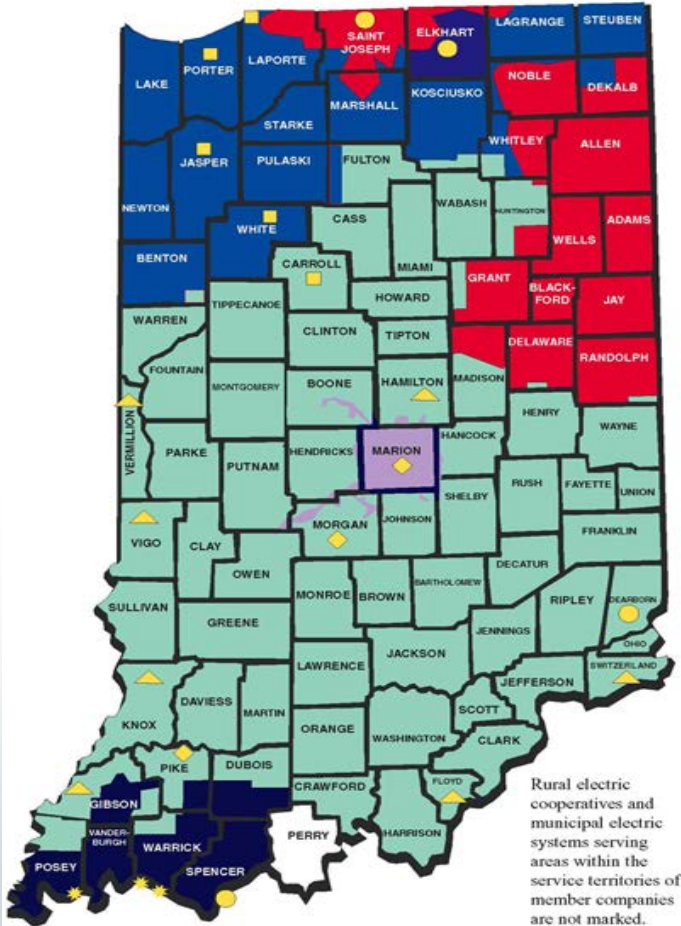 LAGRANGE
STEUBEN
ELKHART
SAINT
JOSEPH
LAPORTE
PORTER
LAKE
NOBLE
DEKALB
KOSCIUSKO
MARSHALL
STARKE
WHITLEY
ALLEN
JASPER
PULASKI
FULTON
NEWTON
WABASH
HUNTINGTON
CASS
WHITE
ADAMS
WELLS
BENTON
CARROLL
MIAMI
GRANT
BLACK-
FORD
JAY
TIPPECANOE
HOWARD
WARREN
CLINTON
TIPTON
DELAWARE
RANDOLPH
FOUNTAIN
MONTGOMERY
BOONE
HAMILTON
MADISON
HENRY
WAYNE
VERMILLION
PARKE
PUTNAM
HENDRICKS
MARION
HANCOCK
RUSH
FAYETTE
UNION
SHELBY
VIGO
CLAY
MORGAN
JOHNSON
FRANKLIN
OWEN
DECATUR
MONROE
BROWN
BARTHOLOMEW
RIPLEY
DEARBORN
SULLIVAN
GREENE
JENNINGS
OHIO
JACKSON
LAWRENCE
SWITZERLAND
JEFFERSON
DAVIESS
MARTIN
SCOTT
KNOX
ORANGE
WASHINGTON
CLARK
PIKE
DUBOIS
CRAWFORD
FLOYD
GIBSON
HARRISON
PERRY
VANDER-
BURGH
WARRICK
POSEY
SPENCER
Rural electric
cooperatives and
municipal electric
systems serving
areas within the
service territories of
member companies
are not marked.